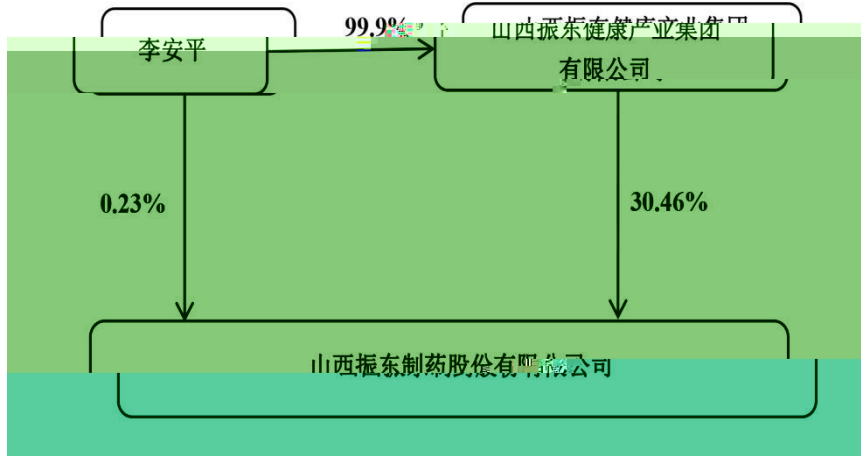 99.9%
李安平
山西振东健康产业集团
有限公司
0.23%
30.46%
山西振东制药股份有限公司